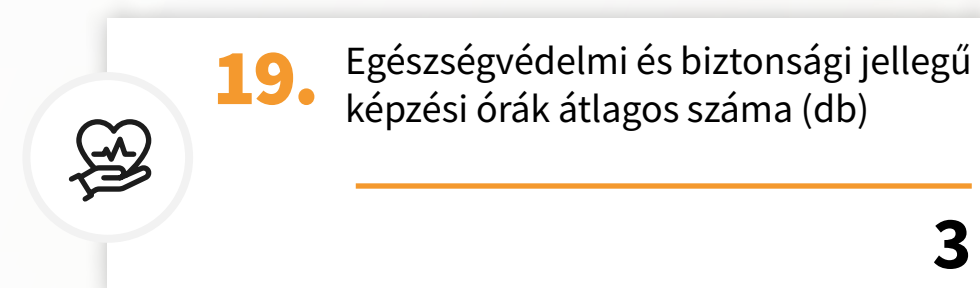 19.
Egészségvédelmi és biztonsági jellegű
képzési órák átlagos száma (db)
3